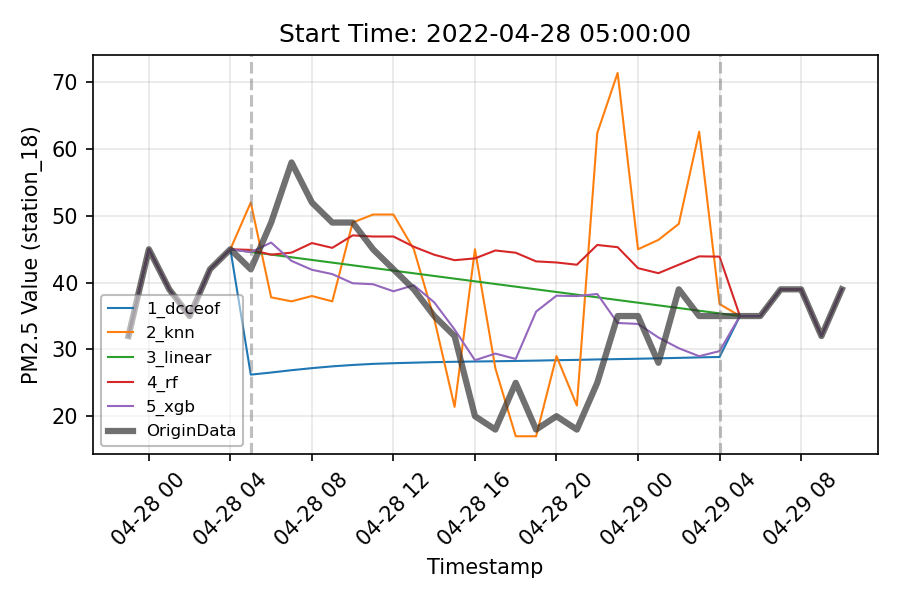 Start Time: 2022-04-28 05:00:00
PM2.5 Value (station_18)
70
60
50
40
30
20
1_dcceof
2_knn
3_linear
4_rf
5_xgb
OriginData
04-28 00
04-28 04
04-28 08
04-28 12
04-28 16
04-28 20
04-29 00
04-29 04
04-29 08
Timestamp